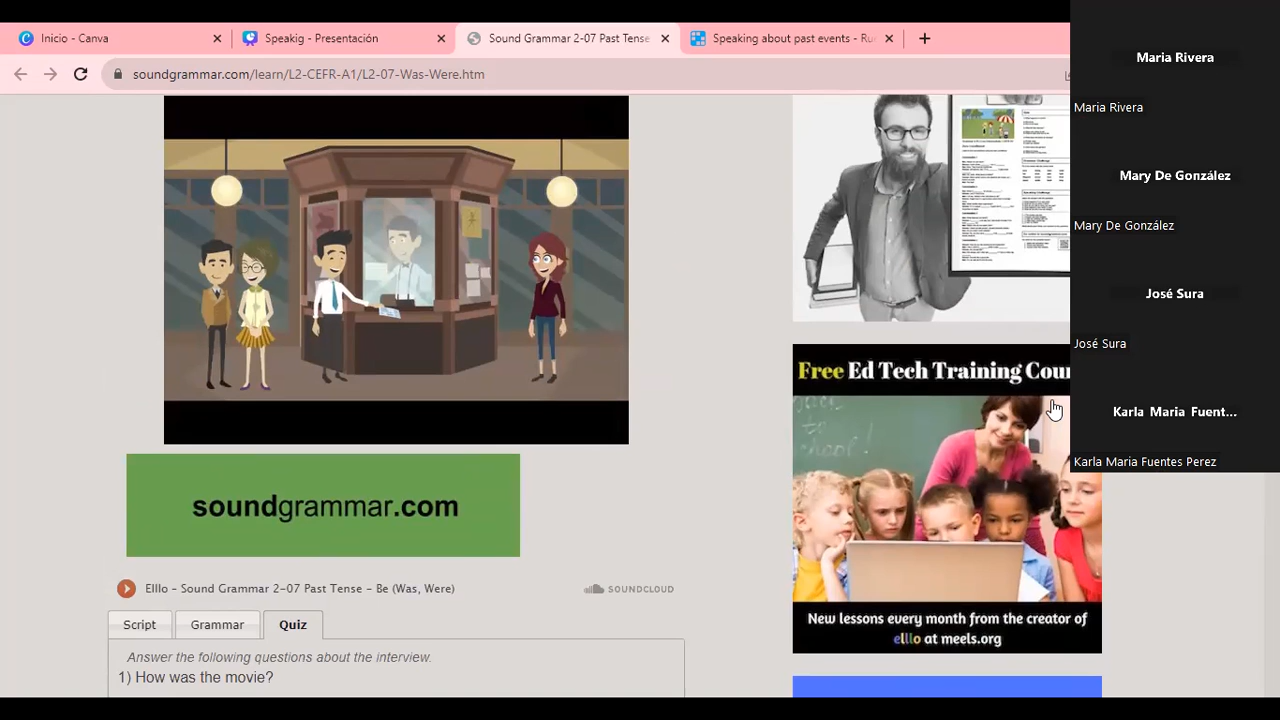 Inicio - Canva
Speakig - Presentación
Sound Grammar 2-07 Past Tense
Speaking about past events - Ru
soundgrammar.com/learn/L2-CEFR-A1/L2-07-Was-Were.htm
Maria Rivera
Maria Rivera
Mary De González
Mary De González
José Sura
José Sura
Karla Maria Fuent...
Karla Maria Fuentes Perez
Free Ed Tech Training Cour
soundgrammar.com
Elllo - Sound Grammar 2-07 Past Tense - Be (Was, Were)
SOUNDCLOUD
Script
Grammar
Quiz
Answer the following questions about the interview.
1) How was the movie?
New lessons every month from the creator of
elllo at meels.org